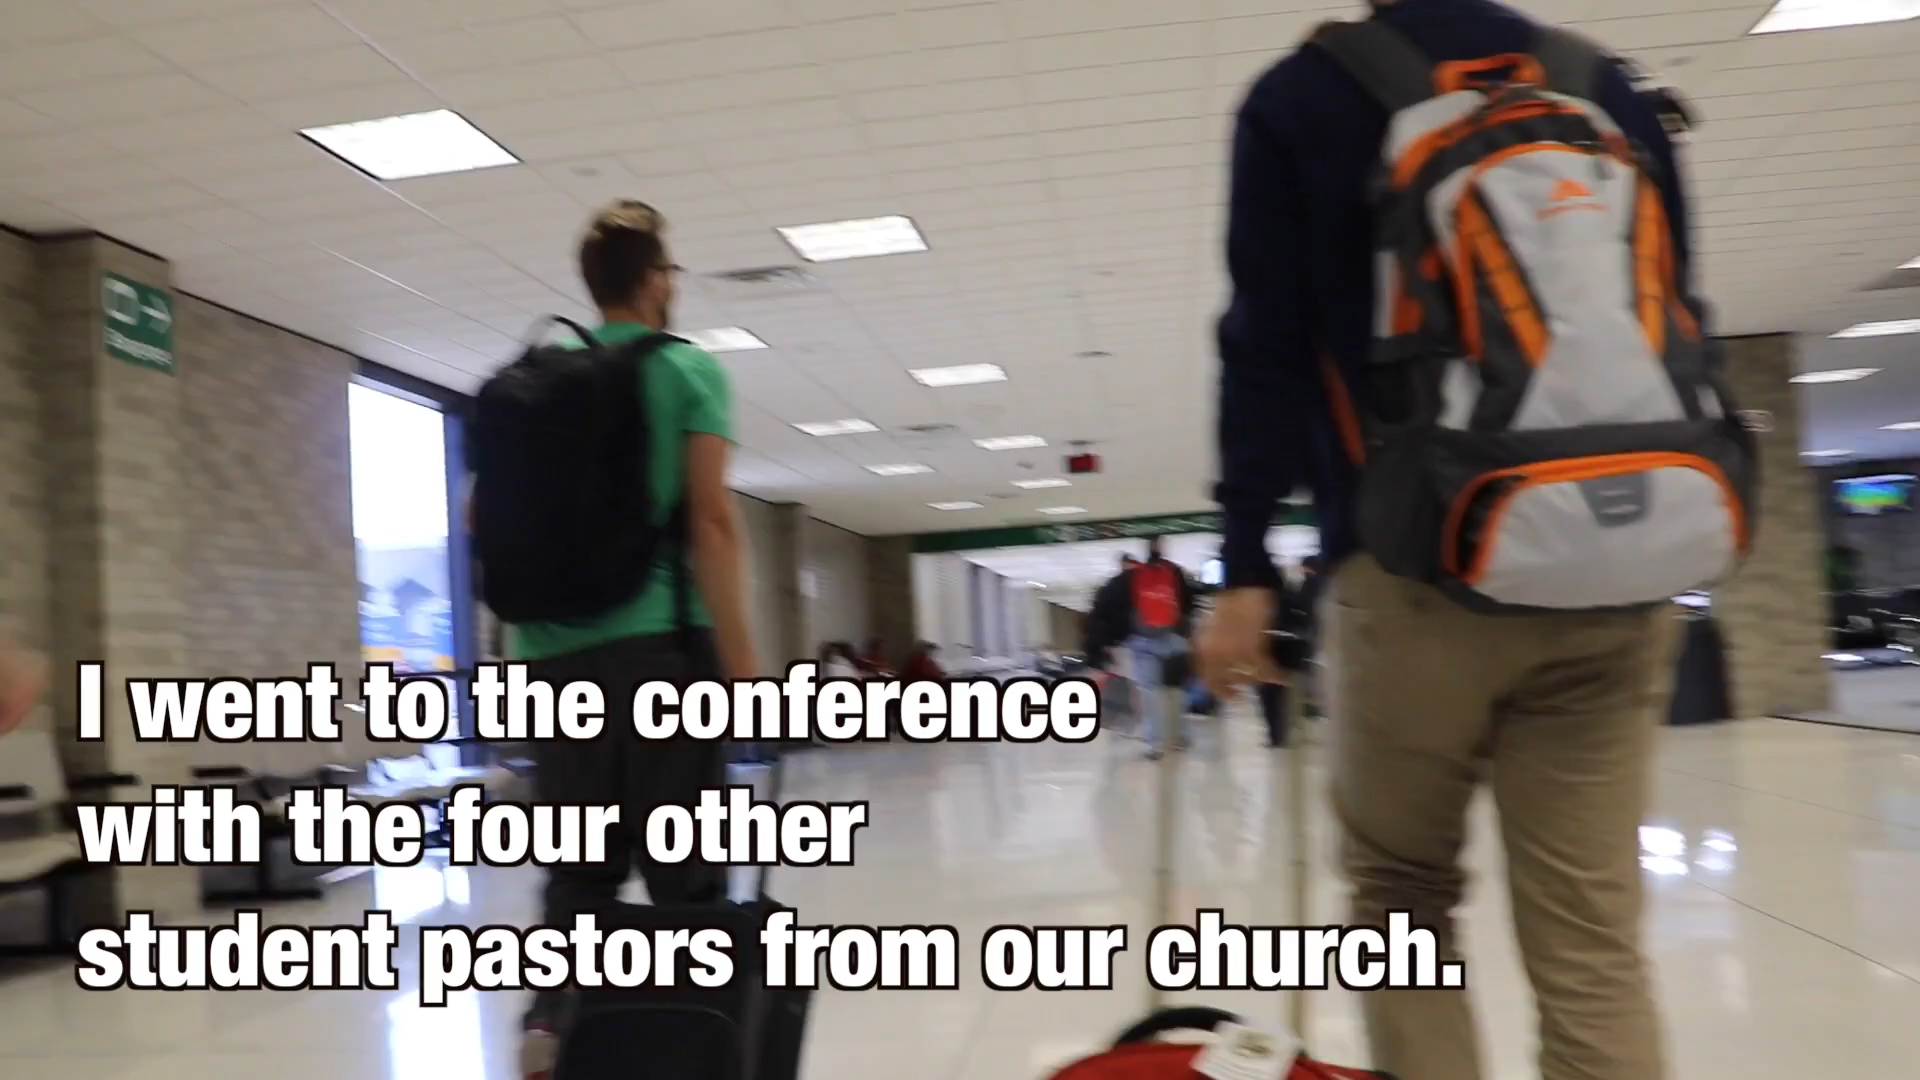 I went to the conference
with the four other
student pastors from our church.